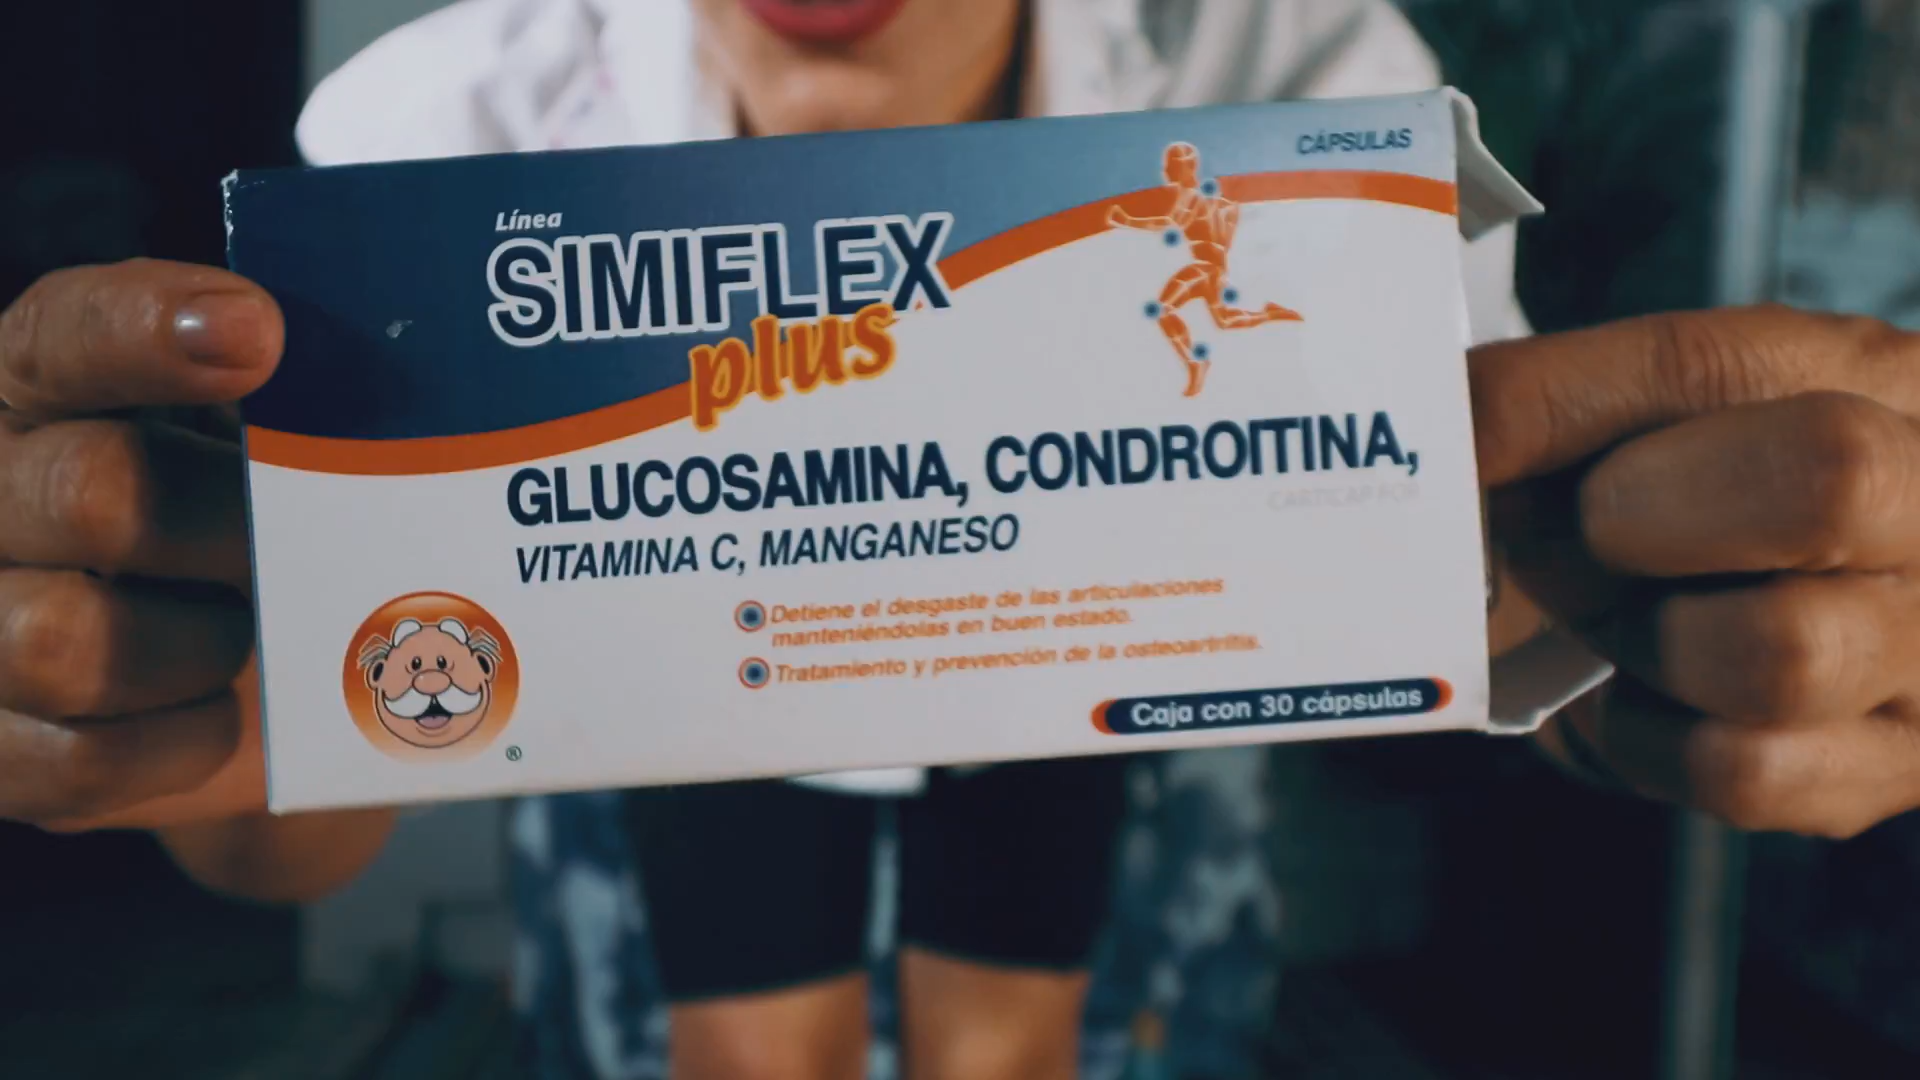 CÁPSULAS
Línea
SIMIFLEX
plus
GLUCOSAMINA, CONDROITINA,
VITAMINA C, MANGANESO
Detiene el desgaste de las articulaciones
manteniéndolas en buen estado.
Tratamiento y prevención de la osteoartritis.
Caja con 30 cápsulas
®